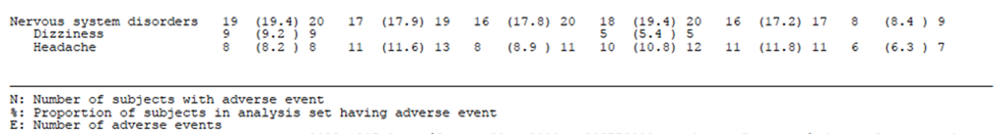 Nervous system disorders 19 (19.4) 20 17 (17.9) 19 16 (17.8) 20 18 (19.4) 20 16 (17.2) 17 8 (8.4 ) 9
Dizziness 9 (9.2 ) 9 5 (5.4 ) 5
Headache 8 (8.2 ) 8 11 (11.6) 13 8 (8.9 ) 11 10 (10.8) 12 11 (11.8) 11 6 (6.3 ) 7
N: Number of subjects with adverse event
%: Proportion of subjects in analysis set having adverse event
E: Number of adverse events